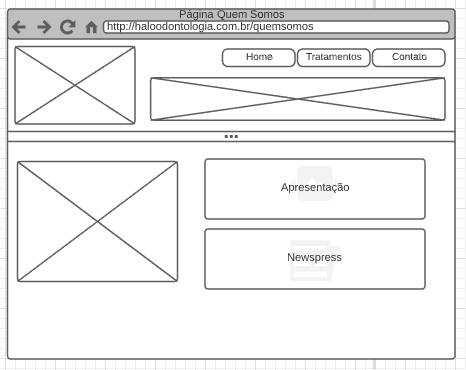 Página Quem Somos
http://haloodontologia.com.br/quemsomos
Home Tratamentos Contato
Apresentação
Newspress